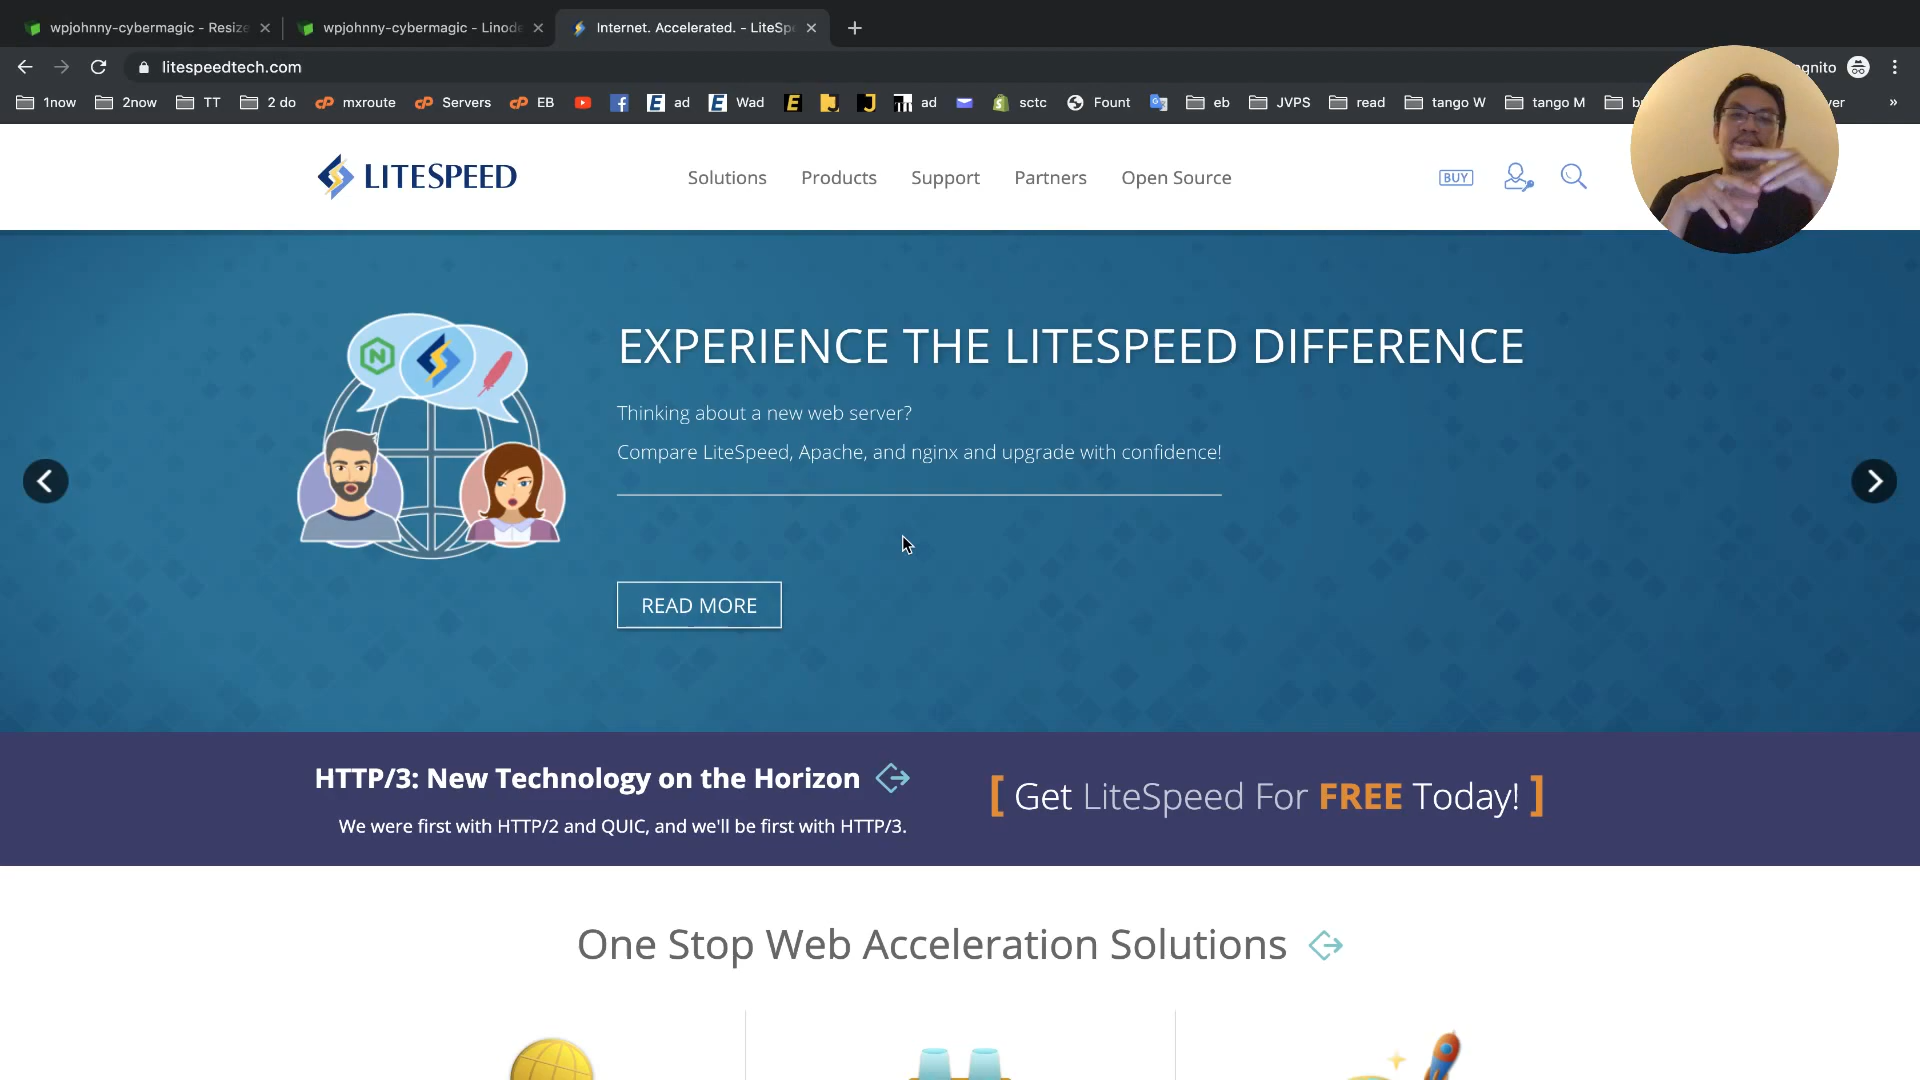 wpjohnny-cybermagic - Resize
wpjohnny-cybermagic - Linode
Internet. Accelerated. - LiteSpe
litespeedtech.com
gnito
1now
2now
TT
2 do
mxroute
Servers
EB
ad
Wad
ad
sctc
Fount
eb
JVPS
read
tango W
tango M
ver
»
LITESPEED
Solutions
Products
Support
Partners
Open Source
BUY
EXPERIENCE THE LITESPEED DIFFERENCE
Thinking about a new web server?
Compare LiteSpeed, Apache, and nginx and upgrade with confidence!
READ MORE
HTTP/3: New Technology on the Horizon
We were first with HTTP/2 and QUIC, and we'll be first with HTTP/3.
[ Get LiteSpeed For FREE Today! ]
One Stop Web Acceleration Solutions